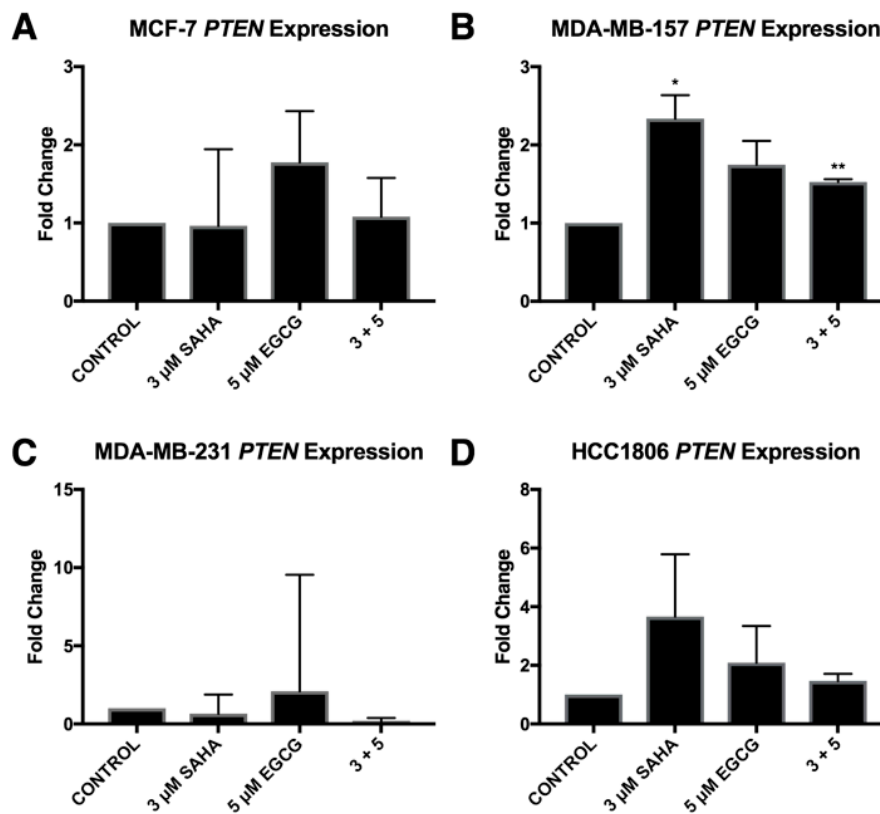 A
MCF-7 PTEN Expression
Fold Change
3
2
1
0
CONTROL
3 µM SAHA
5 µM EGCG
3 + 5
B
MDA-MB-157 PTEN Expression
Fold Change
3
2
1
0
*
**
CONTROL
3 µM SAHA
5 µM EGCG
3 + 5
C
MDA-MB-231 PTEN Expression
Fold Change
15
10
5
0
CONTROL
3 µM SAHA
5 µM EGCG
3 + 5
D
HCC1806 PTEN Expression
Fold Change
8
6
4
2
0
CONTROL
3 µM SAHA
5 µM EGCG
3 + 5